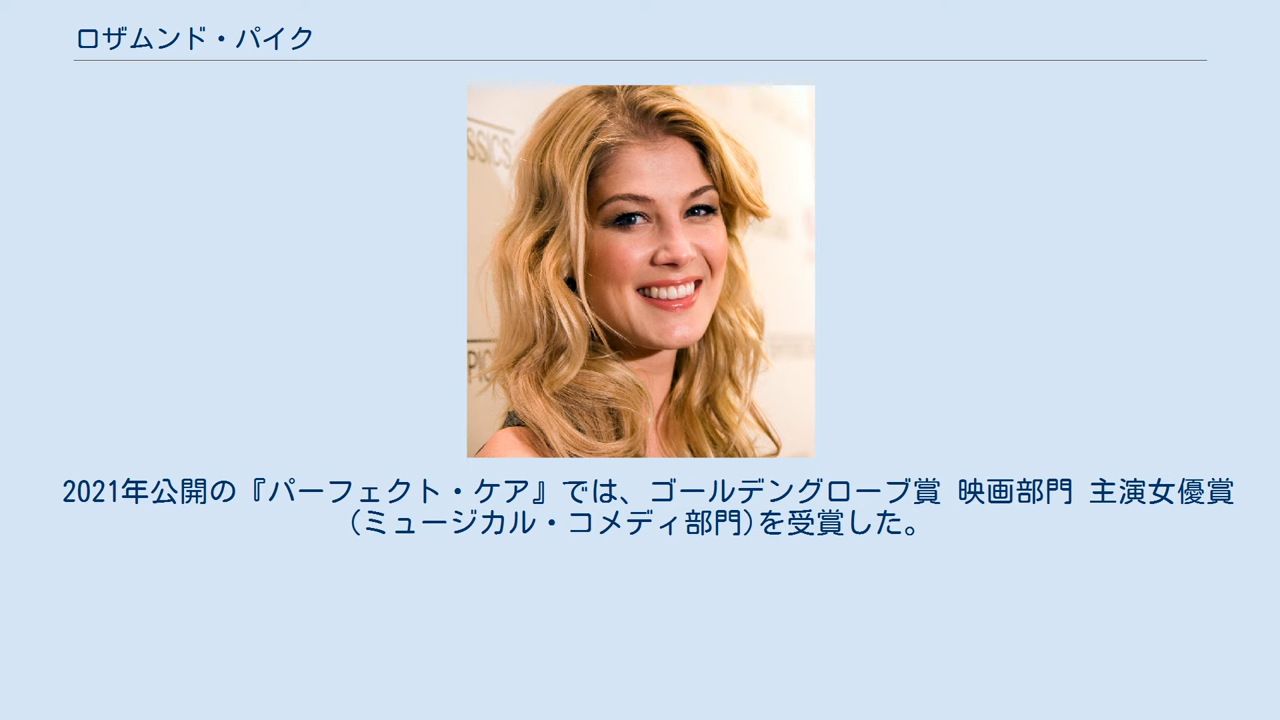 ロザムンド・パイク
SSICS
PIC
2021年公開の『パーフェクト・ケア』では、ゴールデングローブ賞 映画部門 主演女優賞
(ミュージカル・コメディ部門)を受賞した。